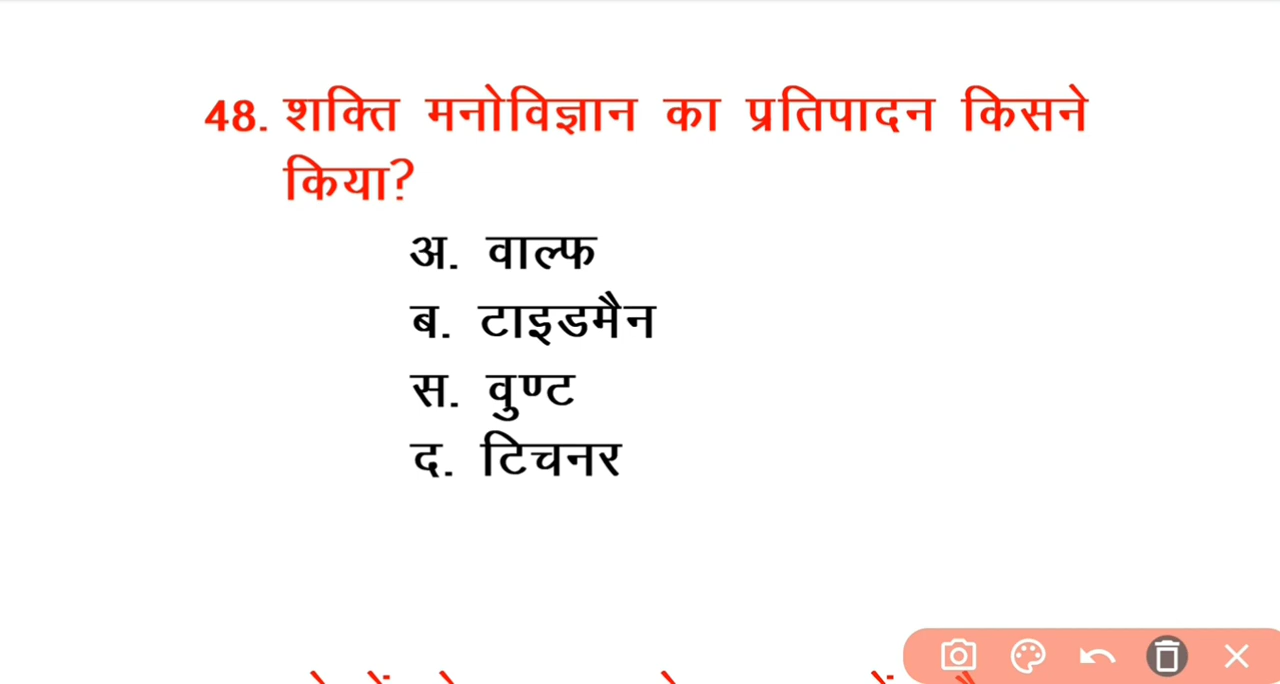 48. शक्ति मनोविज्ञान का प्रतिपादन किसने
किया?
अ. वाल्फ
ब. टाइडमैन
स. वुण्ट
द. टिचनर